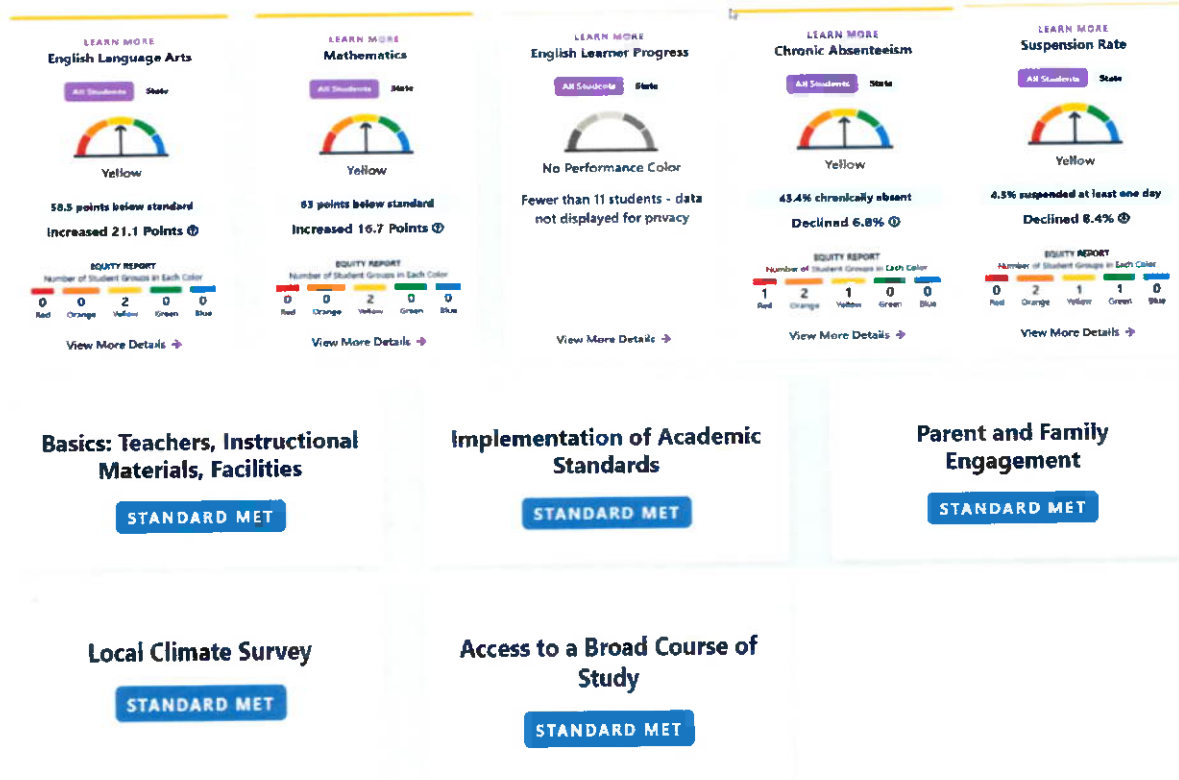 LEARN MORE
English Language Arts
All Students State
Yellow
58.5 points below standard
Increased 21.1 Points
EQUITY REPORT
Number of Student Groups in Each Color
0 0 2 0 0
Red Orange Yellow Green Blue
View More Details →
LEARN MORE
Mathematics
All Students State
Yellow
63 points below standard
Increased 16.7 Points
EQUITY REPORT
Number of Student Groups in Each Color
0 0 2 0 0
Red Orange Yellow Green Blue
View More Details →
LEARN MORE
English Learner Progress
All Students State
No Performance Color
Fewer than 11 students - data
not displayed for privacy
View More Details →
LEARN MORE
Chronic Absenteeism
All Students State
Yellow
43.4% chronically absent
Declined 6.8%
EQUITY REPORT
Number of Student Groups in Each Color
1 2 1 0 0
Red Orange Yellow Green Blue
View More Details →
LEARN MORE
Suspension Rate
All Students State
Yellow
4.5% suspended at least one day
Declined 8.4%
EQUITY REPORT
Number of Student Groups in Each Color
0 2 1 1 0
Red Orange Yellow Green Blue
View More Details →
Basics: Teachers, Instructional
Materials, Facilities
STANDARD MET
Implementation of Academic
Standards
STANDARD MET
Parent and Family
Engagement
STANDARD MET
Local Climate Survey
STANDARD MET
Access to a Broad Course of
Study
STANDARD MET